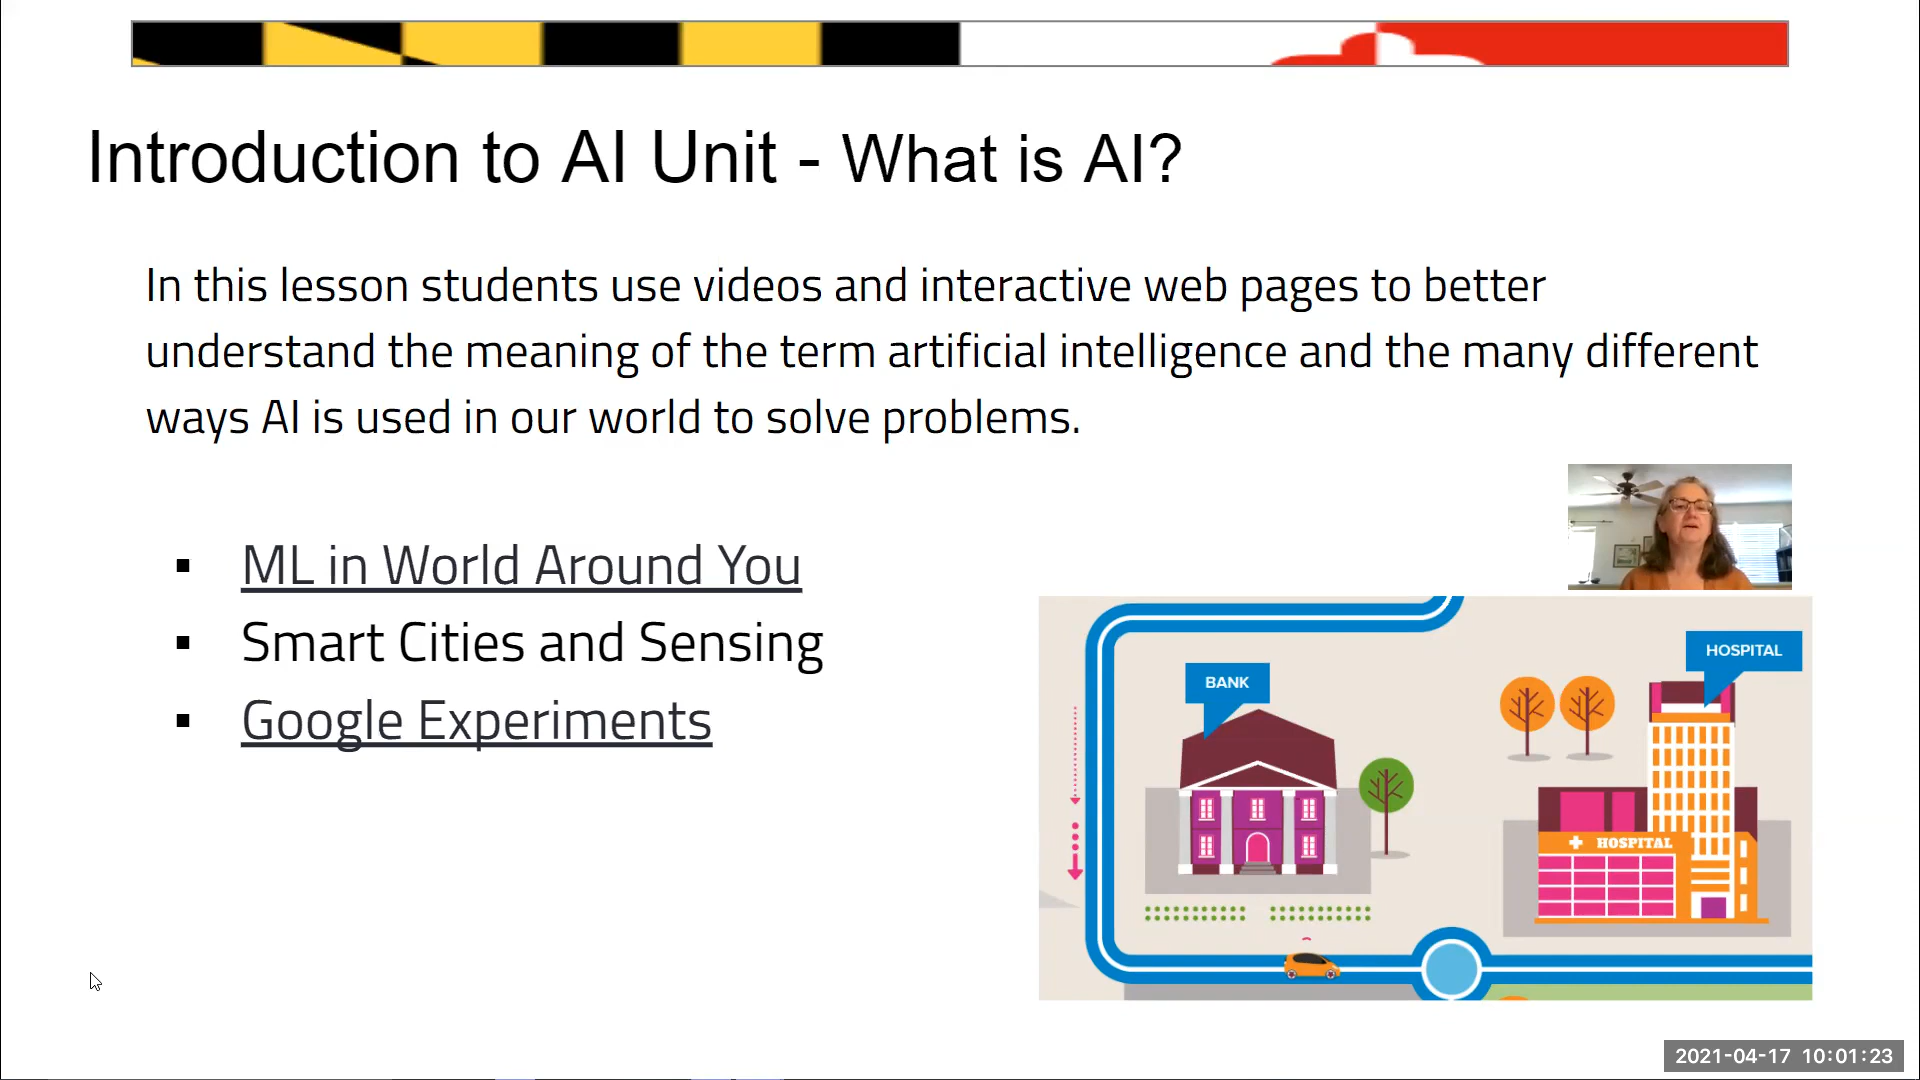 Introduction to AI Unit - What is AI?
In this lesson students use videos and interactive web pages to better
understand the meaning of the term artificial intelligence and the many different
ways AI is used in our world to solve problems.
▪ ML in World Around You
▪ Smart Cities and Sensing
▪ Google Experiments
BANK
HOSPITAL
HOSPITAL
2021-04-17 10:01:23